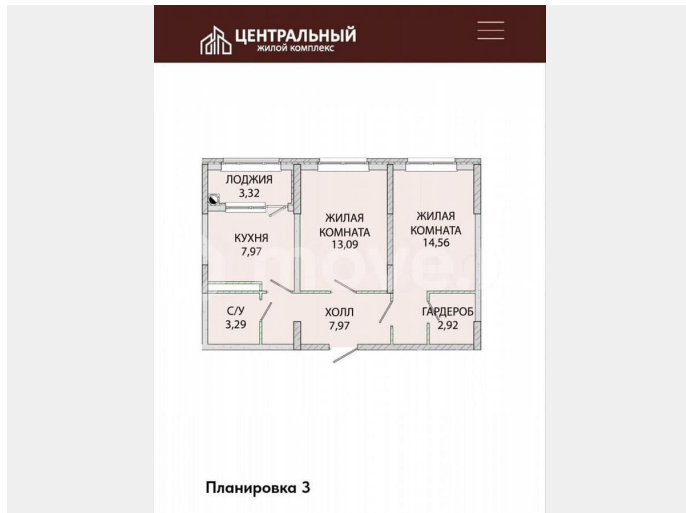 ЦЕНТРАЛЬНЫЙ
ЖИЛОЙ КОМПЛЕКС
ЛОДЖИЯ
3,32
КУХНЯ
7,97
ЖИЛАЯ
КОМНАТА
13,09
ЖИЛАЯ
КОМНАТА
14,56
С/У
3,29
ХОЛЛ
7,97
ГАРДЕРОБ
2,92
Планировка 3